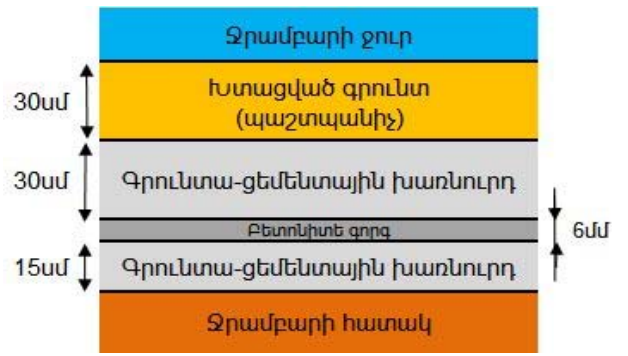 Ջրամբարի ջուր
30սմ
Խտացված գրունտ
(պաշտպանիչ)
30սմ
Գրունտա-ցեմենտային խառնուրդ
Բետոնիտե գորգ
6մմ
15սմ
Գրունտա-ցեմենտային խառնուրդ
Ջրամբարի հատակ